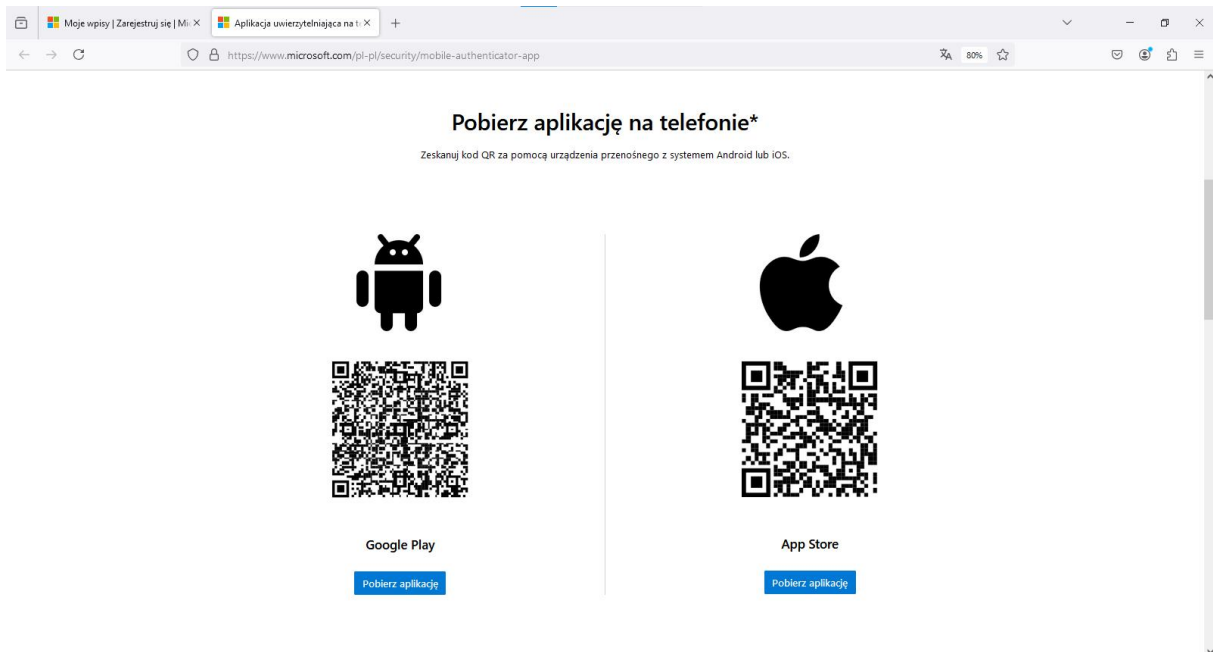 Moje wpisy | Zarejestruj się | Mic
Aplikacja uwierzytelniająca na t
https://www.microsoft.com/pl-pl/security/mobile-authenticator-app
80%
Pobierz aplikację na telefonie*
Zeskanuj kod QR za pomocą urządzenia przenośnego z systemem Android lub iOS.
Google Play
App Store
Pobierz aplikację
Pobierz aplikację